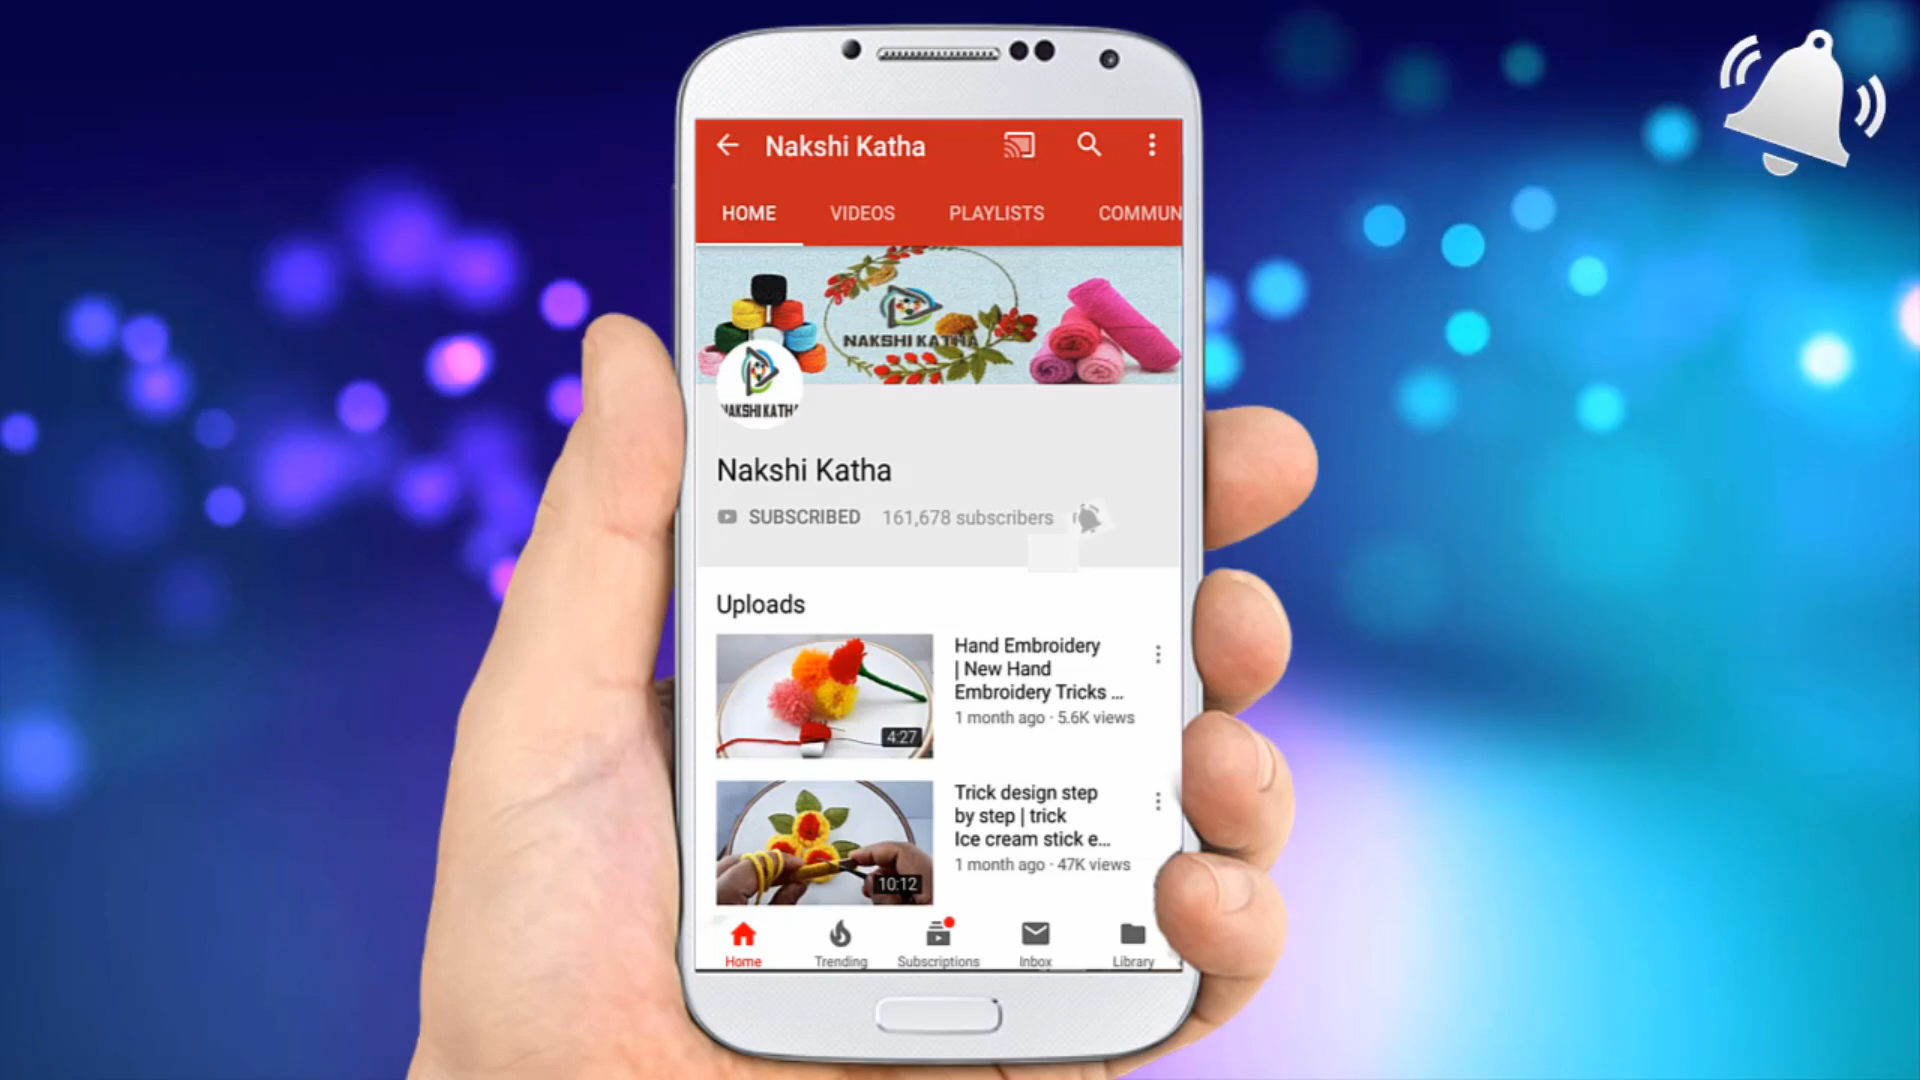 Nakshi Katha
HOME VIDEOS PLAYLISTS COMMUN
NAKSHI KATHA
NAKSHI KATHA
Nakshi Katha
SUBSCRIBED 161,678 subscribers
Uploads
Hand Embroidery
| New Hand
Embroidery Tricks ...
1 month ago · 5.6K views
4:27
Trick design step
by step | trick
Ice cream stick e...
1 month ago · 47K views
10:12
Home Trending Subscriptions Inbox Library